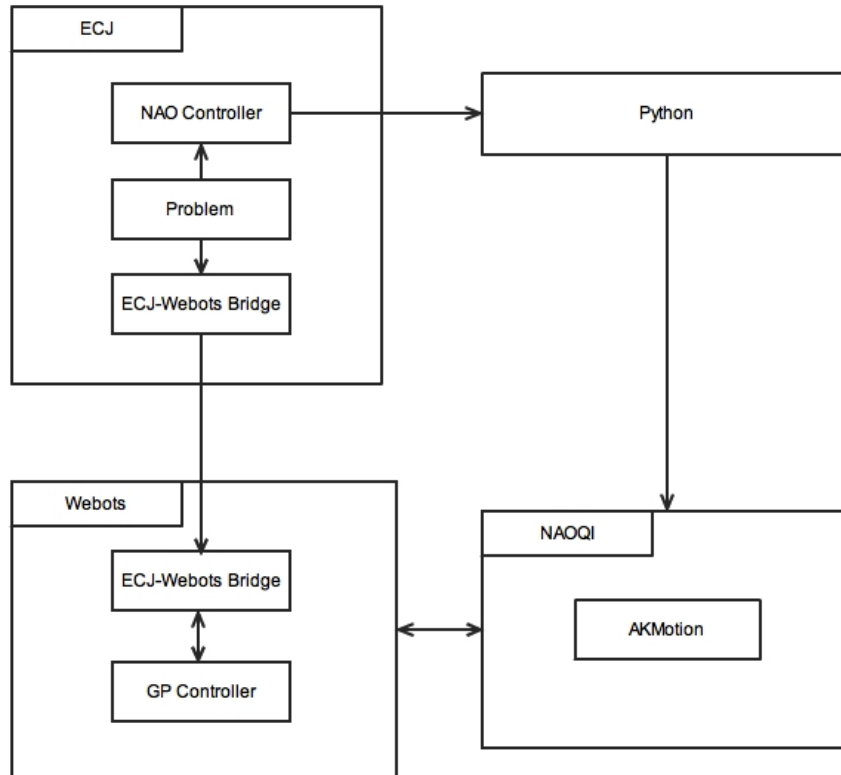 ECJ
NAO Controller
Python
Problem
ECJ-Webots Bridge
Webots
NAOQI
ECJ-Webots Bridge
AKMotion
GP Controller